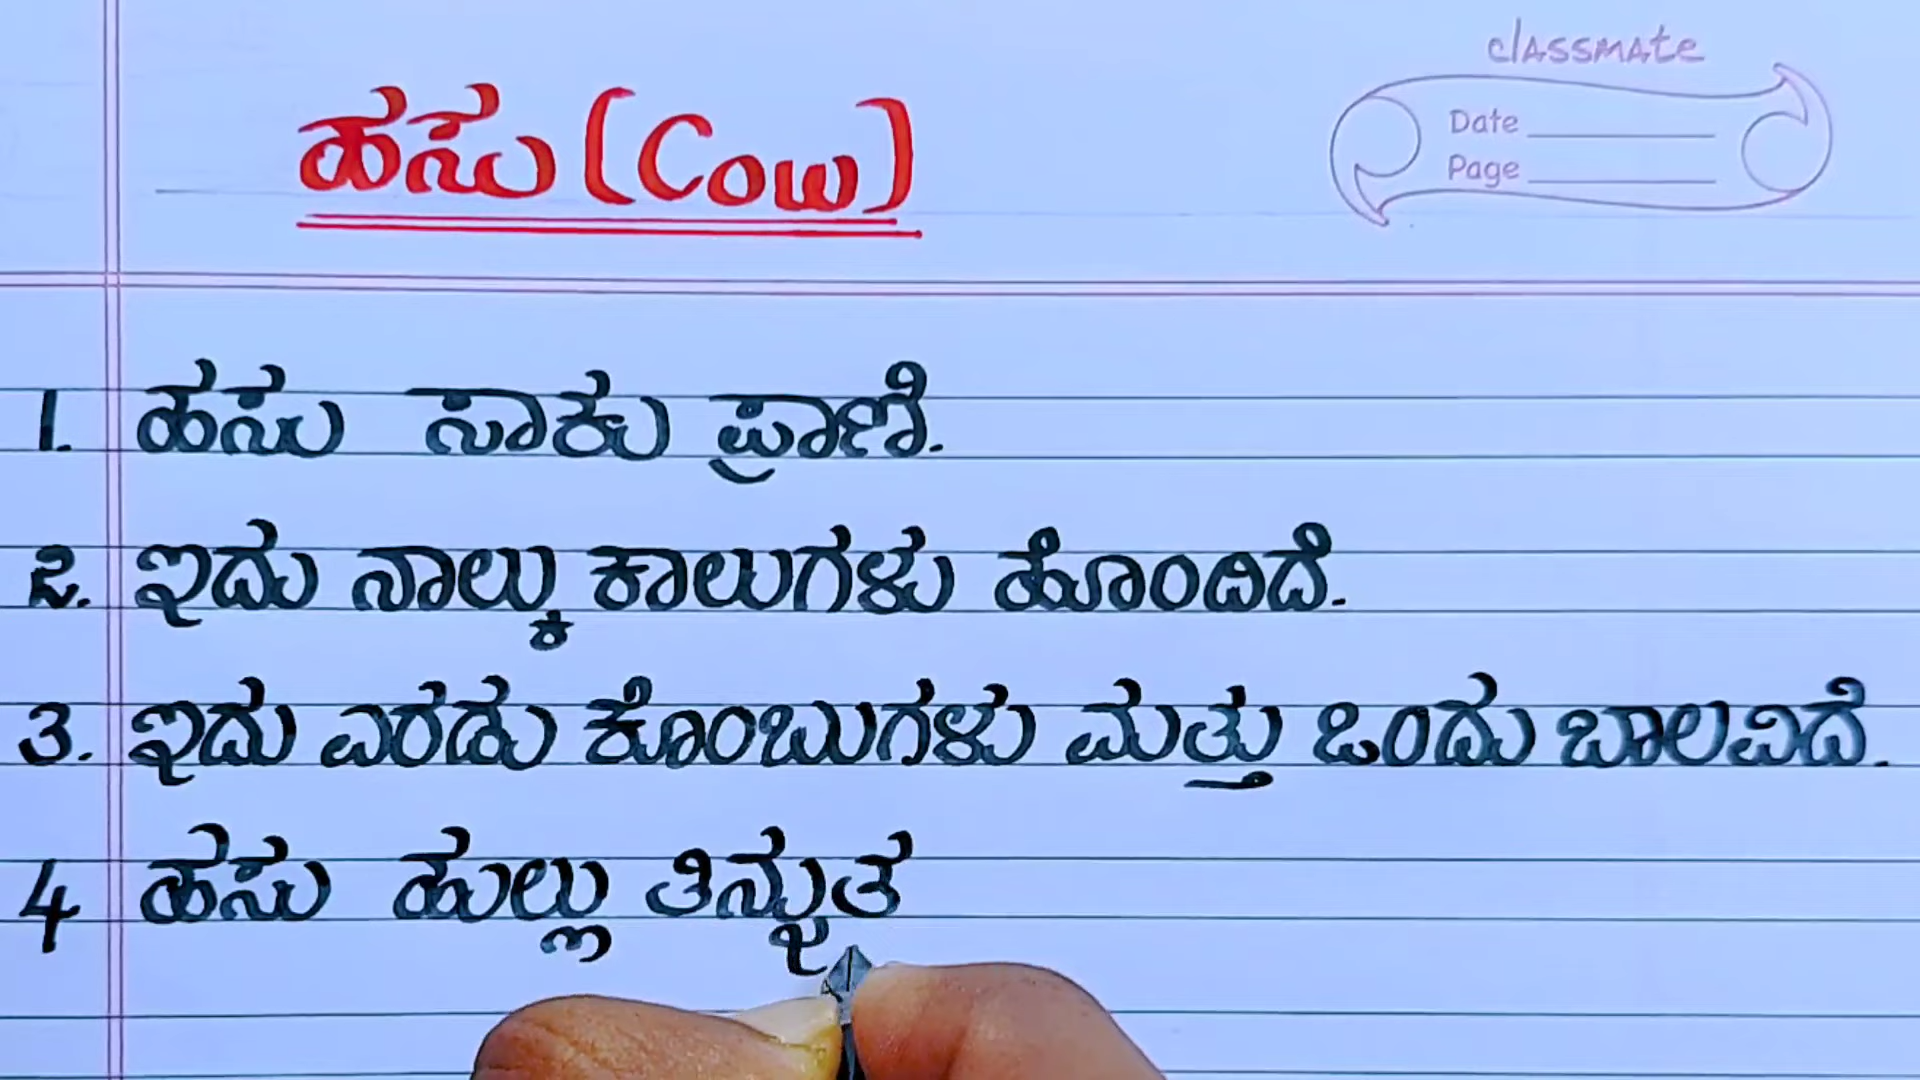 classmate
Date
Page
ಹಸು (Cow)
1. ಹಸು ಸಾಕು ಪ್ರಾಣಿ.
2. ಇದು ನಾಲ್ಕು ಕಾಲುಗಳು ಹೊಂದಿದೆ.
3. ಇದು ಎರಡು ಕೊಂಬುಗಳು ಮತ್ತು ಒಂದು ಬಾಲವಿದೆ.
4 ಹಸು ಹುಲ್ಲು ತಿನ್ನುತ